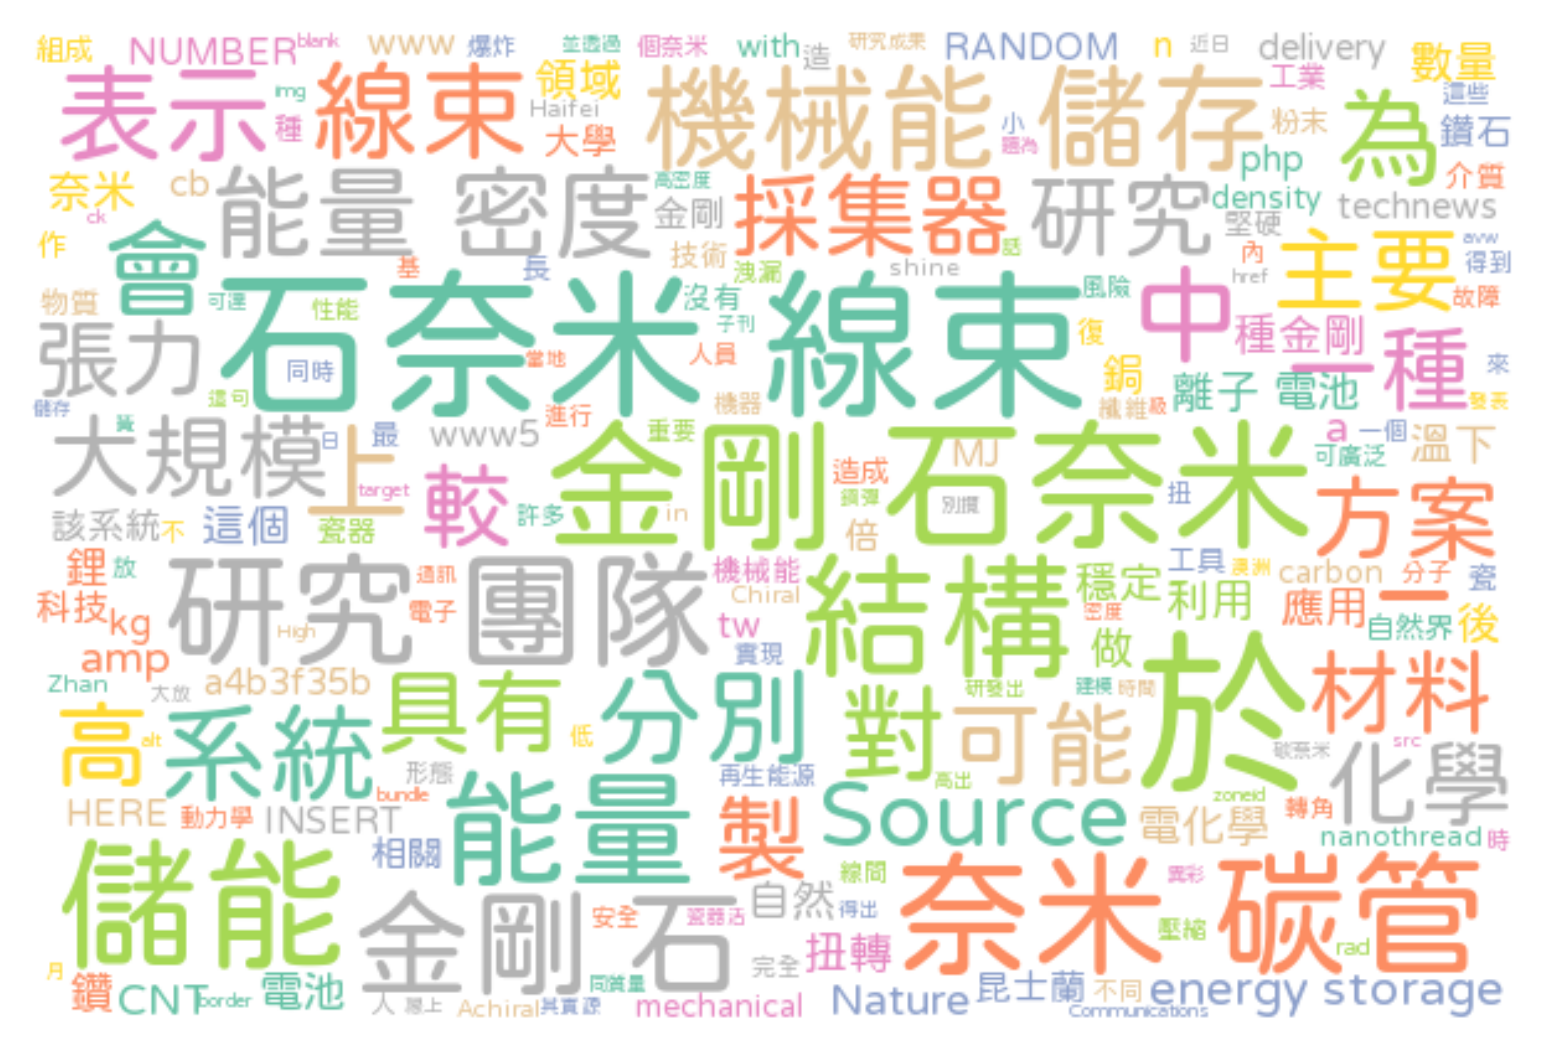 組成 NUMBER blank www 爆炸 並透過 個奈米 with 造 研究成果 RANDOM n 近日 delivery 數量
表示 img 種 線束 領域 Haifei 大學 機械能 小 儲存 工業 粉末 為 這些 鑽石
奈米 cb ck 能量 密度 高密度 金剛 採集器 研究 php density 堅硬 介質 technews
作 會 基 長 技術 洩漏 shine 話 內 href 主要 avw 得到 故障
物質 可達 石奈米 線束 性能 沒有 子刊 風險 中 種金剛
張力 同時 當地 人員 復 鋦 一種 來
儲存 這句 進行 機器 纖維 級 離子 電池 發表
大規模 日 上 最 www5 重要 金剛石奈米 MJ a 一個 可廣泛 溫下
target 較 造成 別讓 扭 方案
該系統 不 這個 瓷器 許多 in 倍
鋰 放 研究 團隊 通訊 機械能 Chiral 結構 工具 澳洲 carbon 分子 瓷
科技 kg High 電子 tw 穩定 密度 利用 應用 一 自然界 後
amp 實現 做 於
Zhan 大放 a4b3f35b 具有 分別 研發出 建模 時間 材料
高 alt 系統 低 對 可能 碳奈米 src 化學
形態 bundle 再生能源 高出 zoneid
HERE 動力學 INSERT 能量 製 Source 電化學 轉角
儲能 相關 線間 異彩 nanothread 時
金剛石 安全 瓷器活 自然 得出 奈米 碳管
完全 扭轉 壓縮 rad
月 鑽 CNT border 電池 人 Achiral 其實 源 同質量 mechanical Nature 昆士蘭 不同 energy storage
Communications